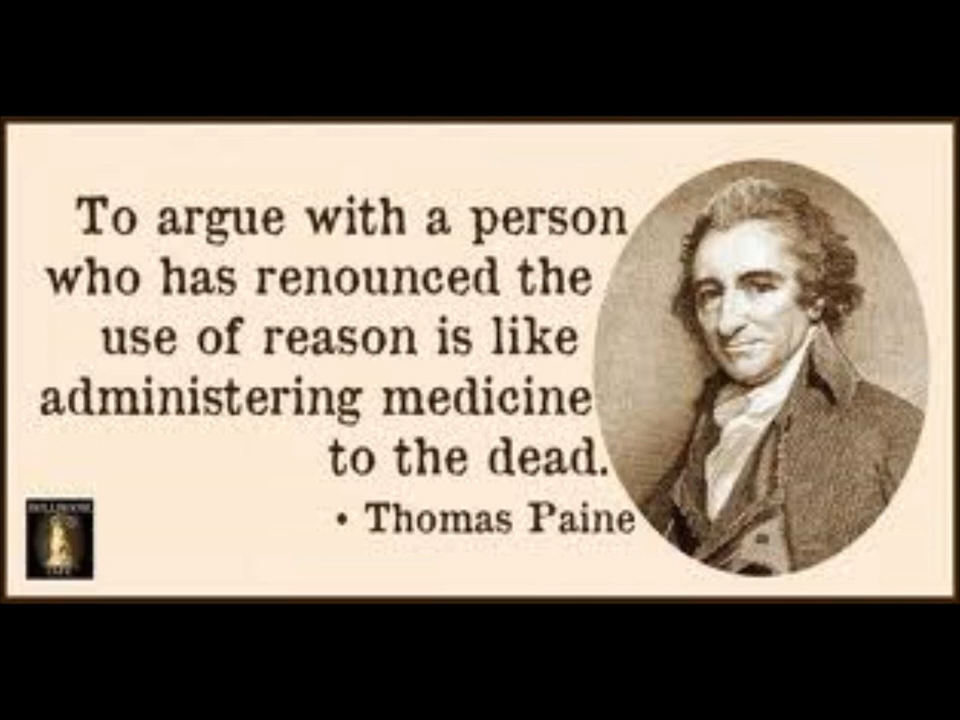 To argue with a person
who has renounced the
use of reason is like
administering medicine
to the dead.
• Thomas Paine